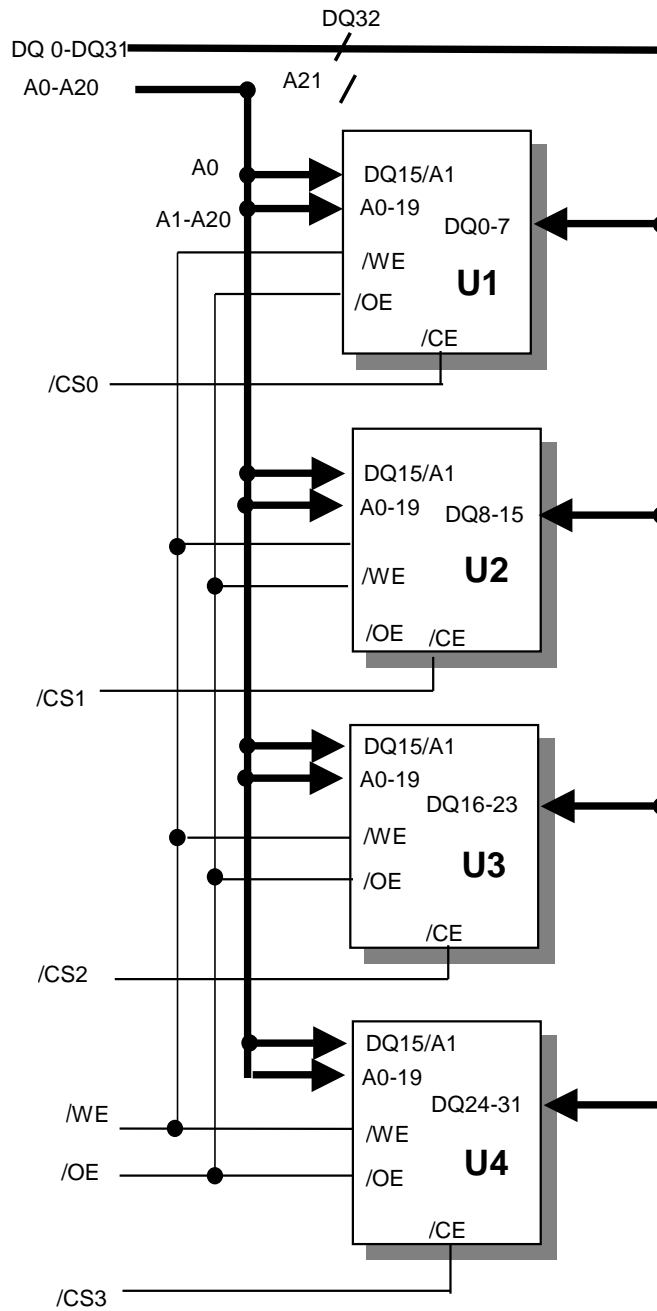 DQ32
DQ 0-DQ31
A0-A20
A21
A0
DQ15/A1
A1-A20
A0-19
DQ0-7
/WE
U1
/OE
/CE
/CS0
DQ15/A1
A0-19
DQ8-15
U2
/WE
/OE
/CE
/CS1
DQ15/A1
A0-19
DQ16-23
/WE
U3
/OE
/CE
/CS2
DQ15/A1
A0-19
DQ24-31
/WE
/WE
U4
/OE
/OE
/CE
/CS3